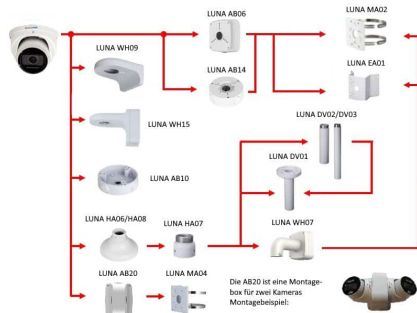 LUNA AB06
LUNA MA02
LUNA WH09
LUNA EA01
LUNA AB14
LUNA WH15
LUNA DV02/DV03
LUNA DV01
LUNA AB10
LUNA HA06/HA08
LUNA HA07
LUNA WH07
LUNA AB20
LUNA MA04
Die AB20 ist eine Montage-
box für zwei Kameras
Montagebeispiel: